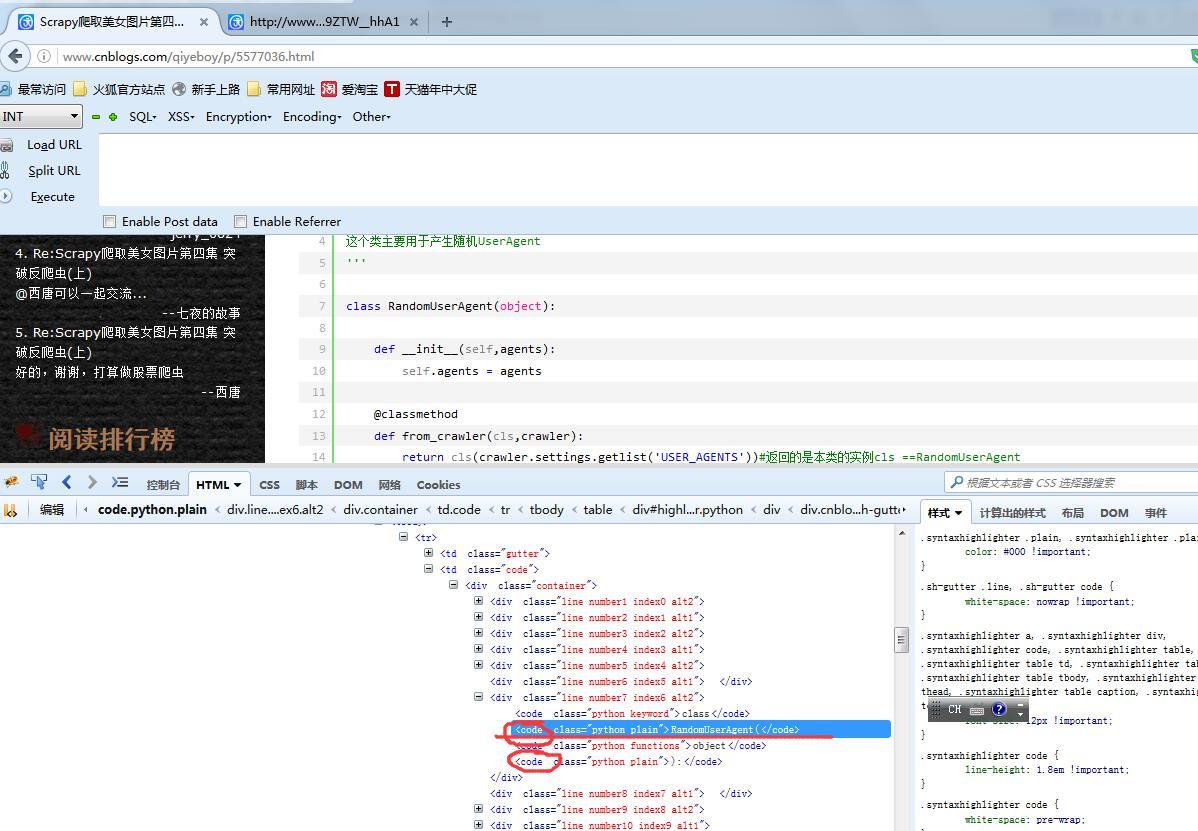 Scrapy爬取美女图片第四... × http://www...9ZTW__hhA1 × +
www.cnblogs.com/qiyeboy/p/5577036.html
最常访问 火狐官方站点 新手上路 常用网址 淘 爱淘宝 T 天猫年中大促
INT SQL- XSS- Encryption- Encoding- Other-
Load URL
Split URL
Execute
Enable Post data Enable Referrer
4. Re:Scrapy爬取美女图片第四集 突
破反爬虫(上)
@西唐可以一起交流...
--七夜的故事
5. Re:Scrapy爬取美女图片第四集 突
破反爬虫(上)
好的，谢谢，打算做股票爬虫
--西唐
阅读排行榜
4 这个类主要用于产生随机UserAgent
5 '''
6
7 class RandomUserAgent(object):
8
9 def __init__(self,agents):
10 self.agents = agents
11
12 @classmethod
13 def from_crawler(cls,crawler):
14 return cls(crawler.settings.getlist('USER_AGENTS'))#返回的是本类的实例cls ==RandomUserAgent
控制台 HTML CSS 脚本 DOM 网络 Cookies
根据文本或者 CSS 选择器搜索
编辑 code.python.plain < div.line....ex6.alt2 < div.container < td.code < tr < tbody < table < div#highl...r.python < div < div.cnblo...h-gutt
样式 计算出的样式 布局 DOM 事件
<tr>
<td class="gutter">
<td class="code">
<div class="container">
<div class="line number1 index0 alt2">
<div class="line number2 index1 alt1">
<div class="line number3 index2 alt2">
<div class="line number4 index3 alt1">
<div class="line number5 index4 alt2">
<div class="line number6 index5 alt1"> </div>
<div class="line number7 index6 alt2">
<code class="python keyword">class</code>
<code class="python plain">RandomUserAgent(</code>
<code class="python functions">object</code>
<code class="python plain">):</code>
</div>
<div class="line number8 index7 alt1"> </div>
<div class="line number9 index8 alt2">
<div class="line number10 index9 alt1">
.syntaxhighlighter .plain, .syntaxhighlighter .plai
color: #000 !important;
}
.sh-gutter .line, .sh-gutter code {
white-space: nowrap !important;
}
.syntaxhighlighter a, .syntaxhighlighter div,
.syntaxhighlighter code, .syntaxhighlighter table,
.syntaxhighlighter table td, .syntaxhighlighter tab
.syntaxhighlighter table tbody, .syntaxhighlighter
thead, .syntaxhighlighter table caption, .syntaxhig
CH
12px !important;
}
.syntaxhighlighter code {
line-height: 1.8em !important;
}
.syntaxhighlighter code {
white-space: pre-wrap;